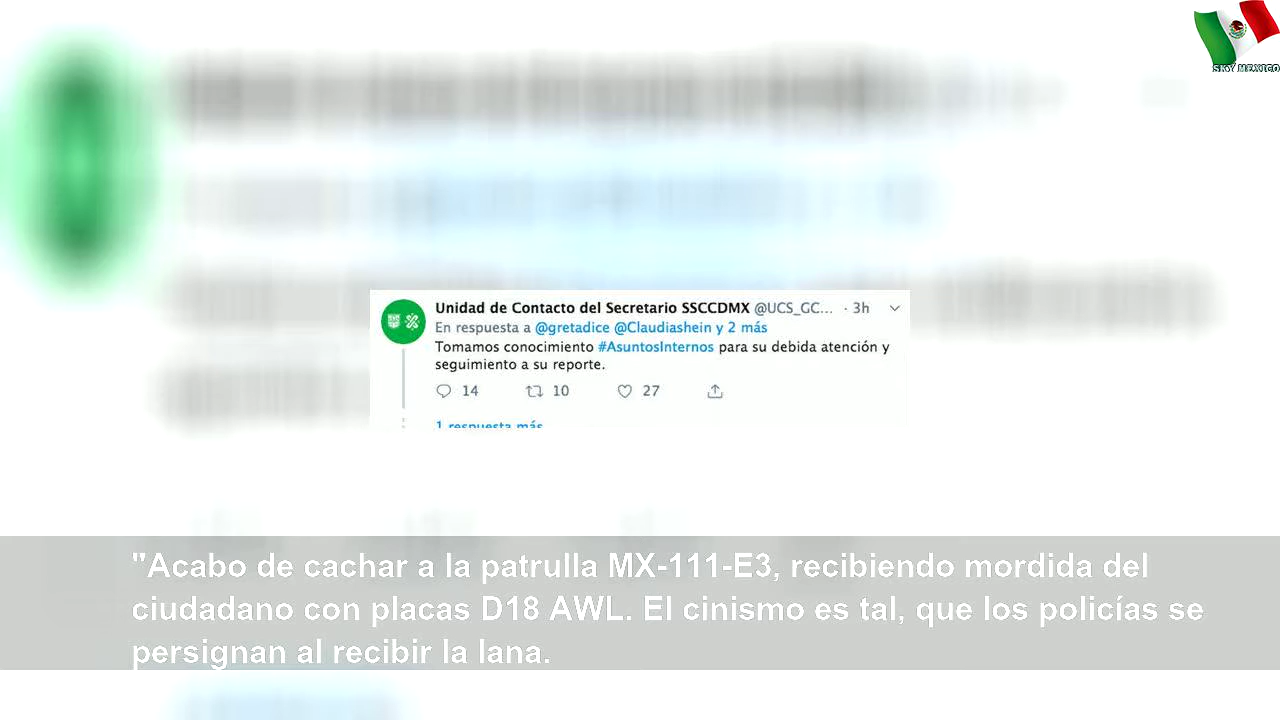 SKY MEXICO
Unidad de Contacto del Secretario SSCCDMX @UCS_GC... · 3h
En respuesta a @gretadice @Claudiashein y 2 más
Tomamos conocimiento #AsuntosInternos para su debida atención y
seguimiento a su reporte.
14 10 27
1 respuesta más
"Acabo de cachar a la patrulla MX-111-E3, recibiendo mordida del
ciudadano con placas D18 AWL. El cinismo es tal, que los policías se
persignan al recibir la lana.